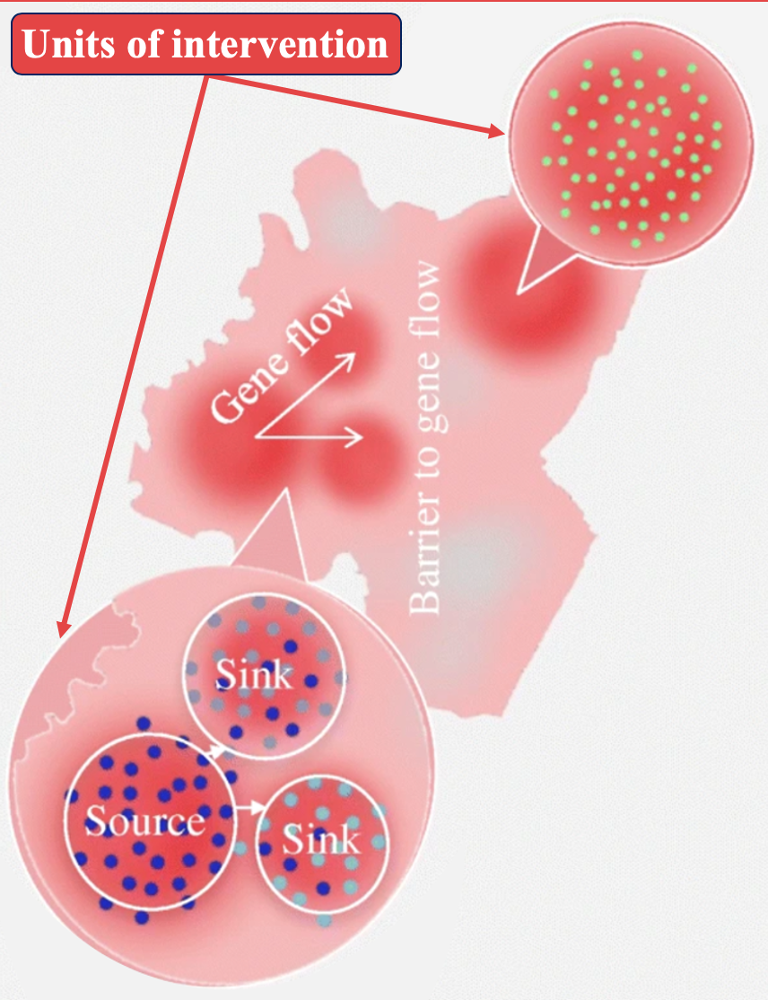 Units of intervention
Gene flow
Barrier to gene flow
Sink
Source
Sink